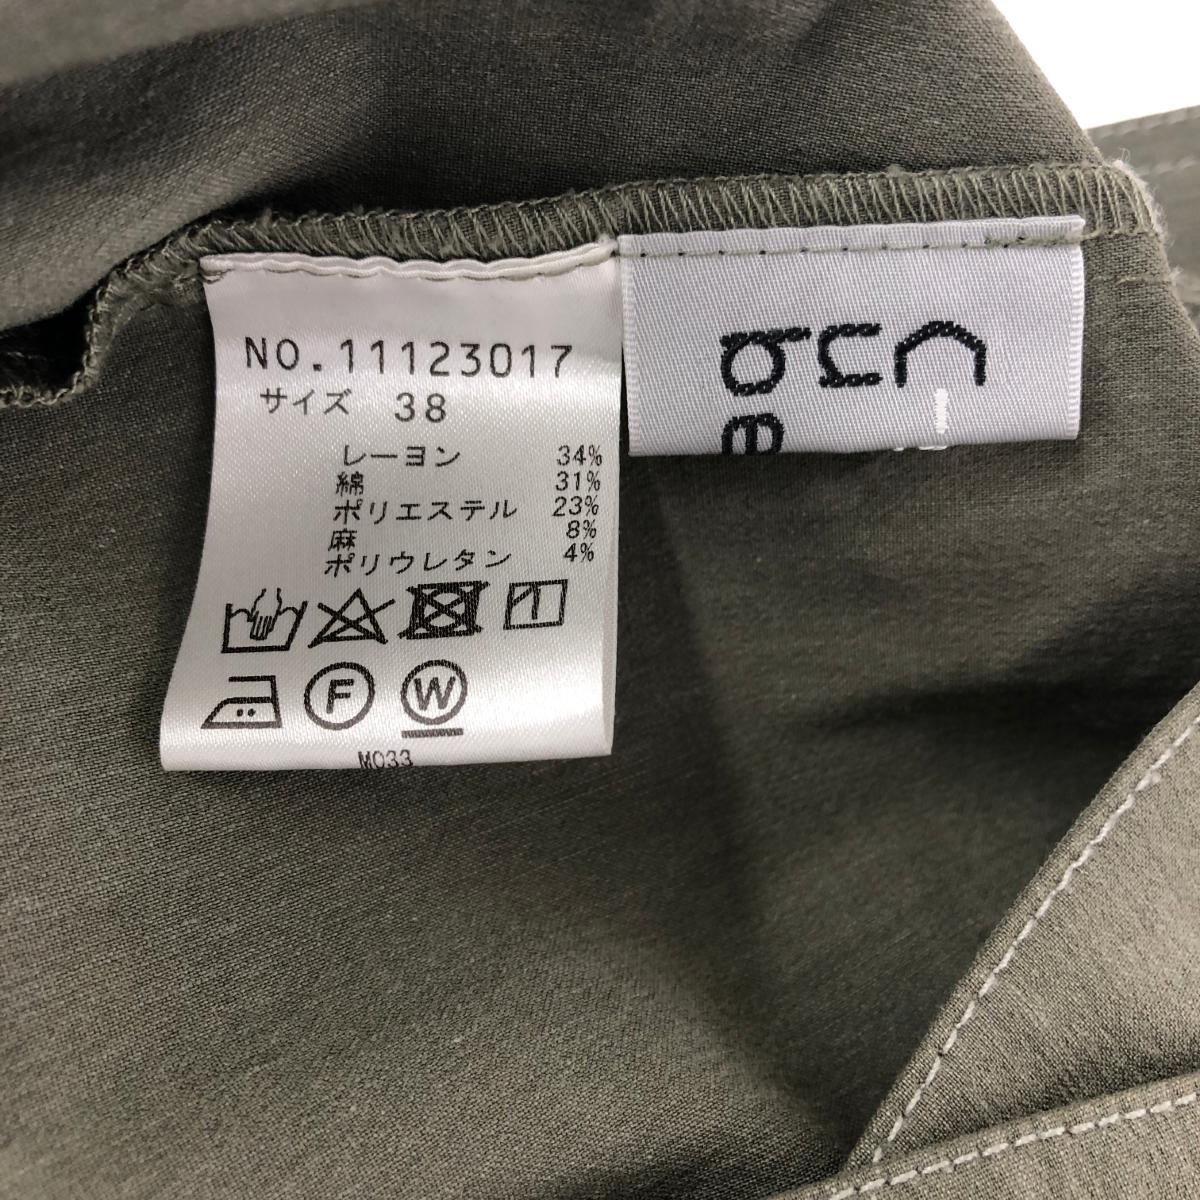 NO.11123017
サイズ 38
レーヨン 34%
綿 31%
ポリエステル 23%
麻 8%
ポリウレタン 4%
F W
M033